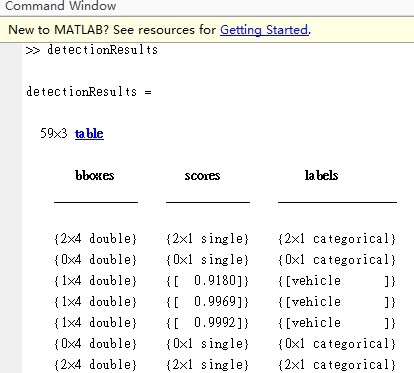 Command Window
New to MATLAB? See resources for Getting Started.
>> detectionResults
detectionResults =
59×3 table
bboxes scores labels
{2×4 double} {2×1 single} {2×1 categorical}
{0×4 double} {0×1 single} {0×1 categorical}
{1×4 double} {[ 0.9180]} {[vehicle ]}
{1×4 double} {[ 0.9969]} {[vehicle ]}
{1×4 double} {[ 0.9992]} {[vehicle ]}
{0×4 double} {0×1 single} {0×1 categorical}
{2×4 double} {2×1 single} {2×1 categorical}